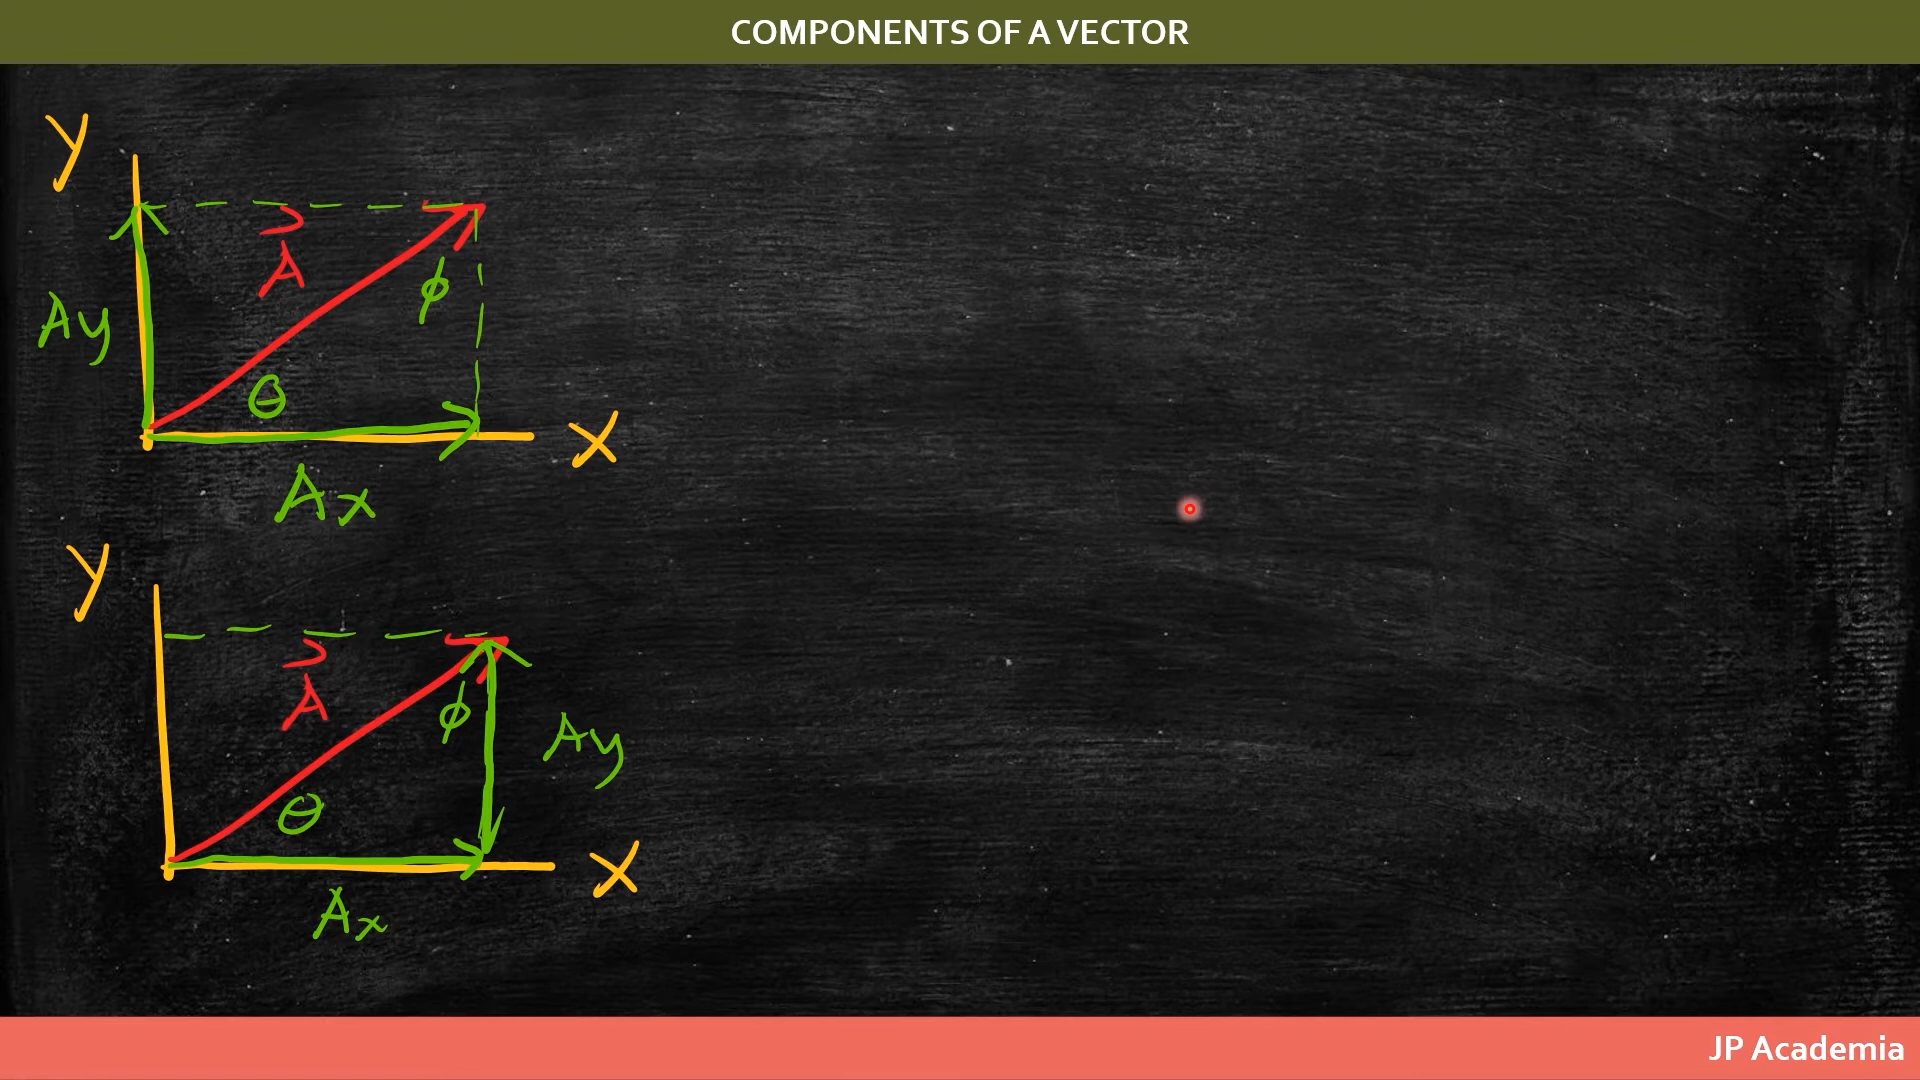 COMPONENTS OF A VECTOR
y
A
Ay
ϕ
θ
x
Ax
y
A
ϕ
Ay
θ
x
Ax
JP Academia